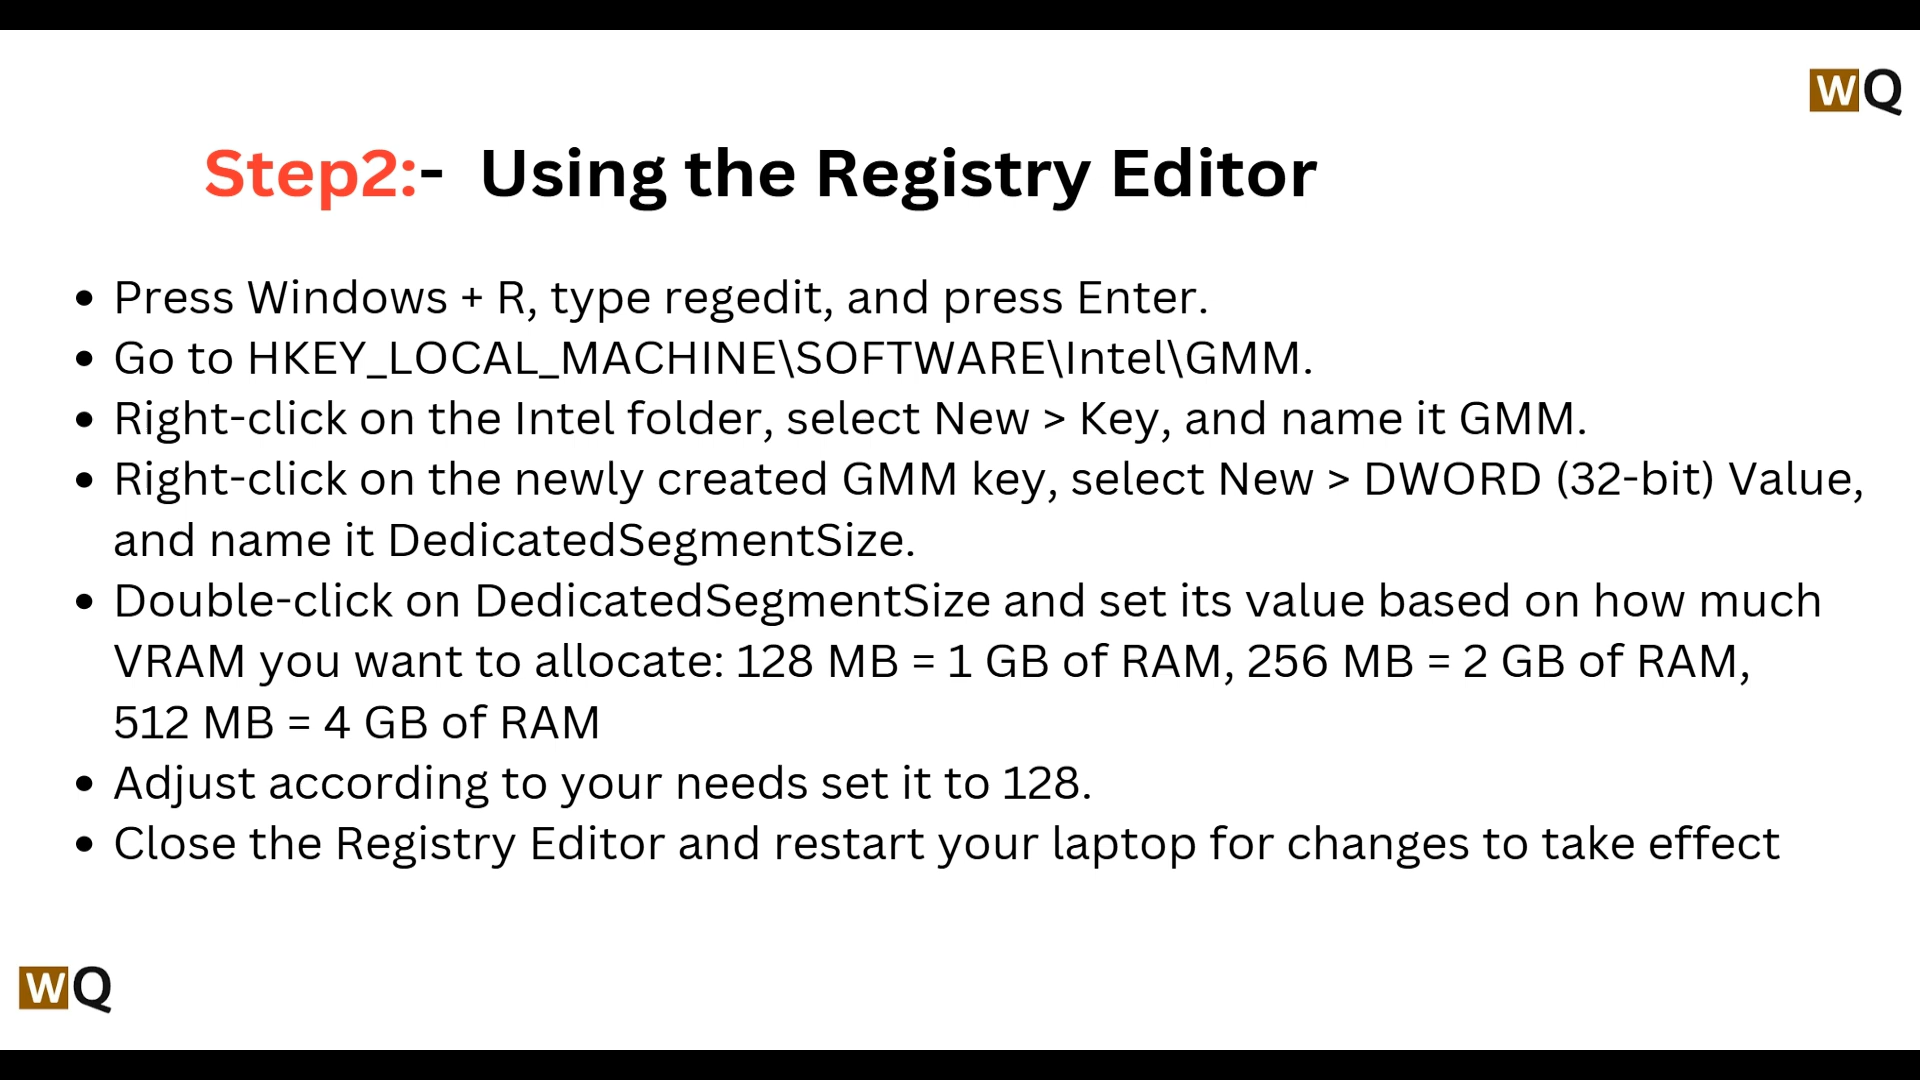 WQ
Step2:- Using the Registry Editor
• Press Windows + R, type regedit, and press Enter.
• Go to HKEY_LOCAL_MACHINE\SOFTWARE\Intel\GMM.
• Right-click on the Intel folder, select New > Key, and name it GMM.
• Right-click on the newly created GMM key, select New > DWORD (32-bit) Value,
and name it DedicatedSegmentSize.
• Double-click on DedicatedSegmentSize and set its value based on how much
VRAM you want to allocate: 128 MB = 1 GB of RAM, 256 MB = 2 GB of RAM,
512 MB = 4 GB of RAM
• Adjust according to your needs set it to 128.
• Close the Registry Editor and restart your laptop for changes to take effect
WQ